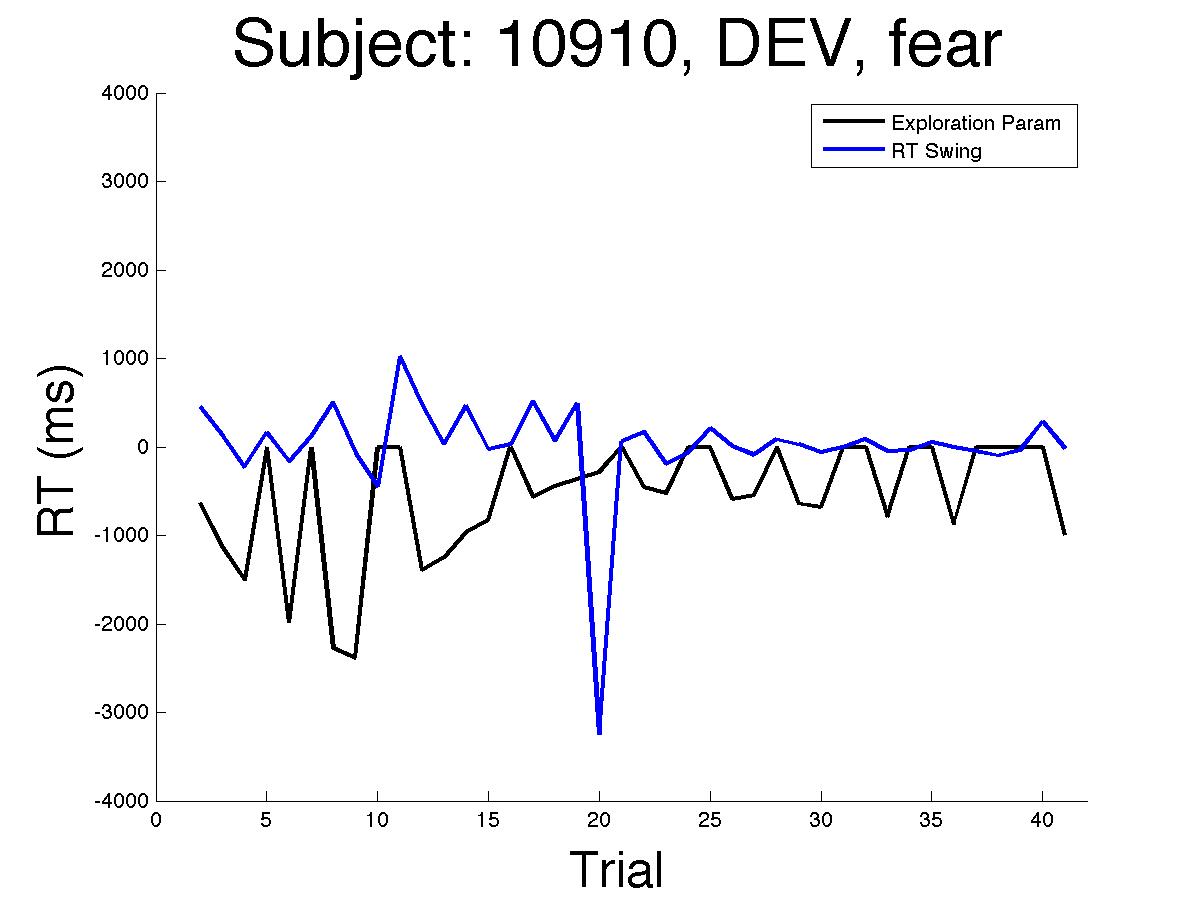 Subject: 10910, DEV, fear
Exploration Param
RT Swing
4000
3000
2000
1000
0
-1000
-2000
-3000
-4000
RT (ms)
0 5 10 15 20 25 30 35 40
Trial